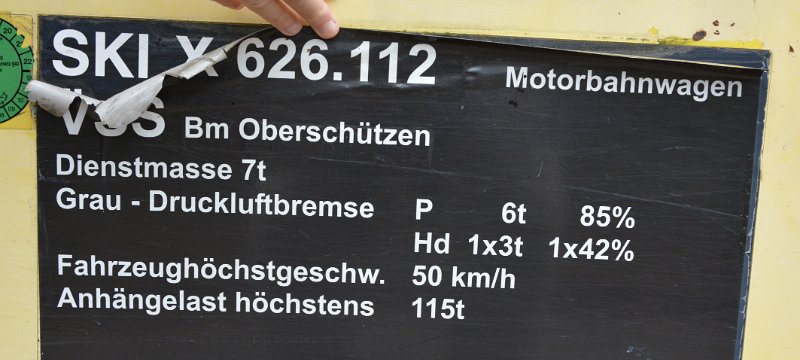 SKI X 626.112 Motorbahnwagen
VSS Bm Oberschützen
Dienstmasse 7t
Grau - Druckluftbremse P 6t 85%
Hd 1x3t 1x42%
Fahrzeughöchstgeschw. 50 km/h
Anhängelast höchstens 115t